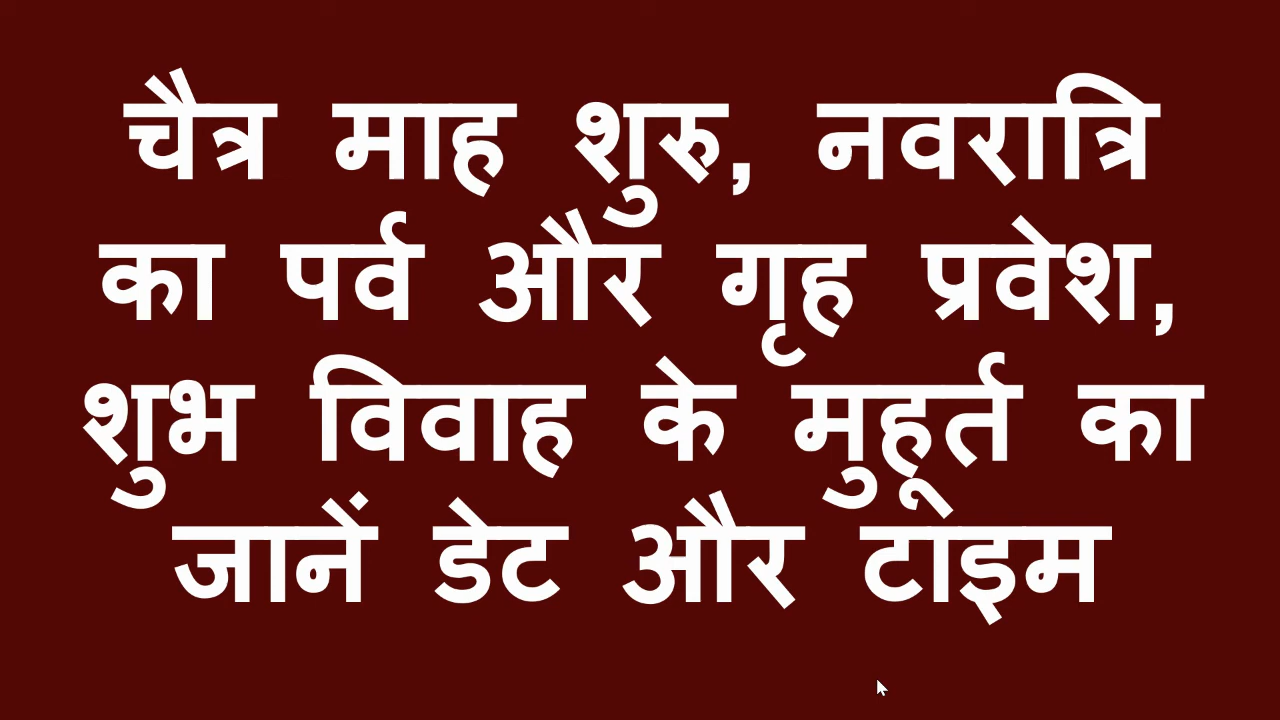 चैत्र माह शुरु, नवरात्रि
का पर्व और गृह प्रवेश,
शुभ विवाह के मुहूर्त का
जानें डेट और टाइम